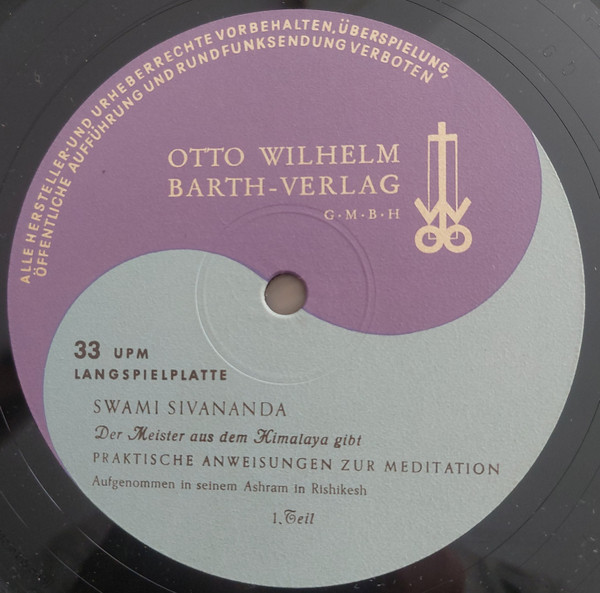 ALLE HERSTELLER-UND URHEBERRECHTE VORBEHALTEN, ÜBERSPIELUNG,
ÖFFENTLICHE AUFFÜHRUNG UND RUNDFUNKSENDUNG VERBOTEN
OTTO WILHELM
BARTH-VERLAG
G·M·B·H
33 UPM
LANGSPIELPLATTE
SWAMI SIVANANDA
Der Meister aus dem Himalaya gibt
PRAKTISCHE ANWEISUNGEN ZUR MEDITATION
Aufgenommen in seinem Ashram in Rishikesh
1. Teil